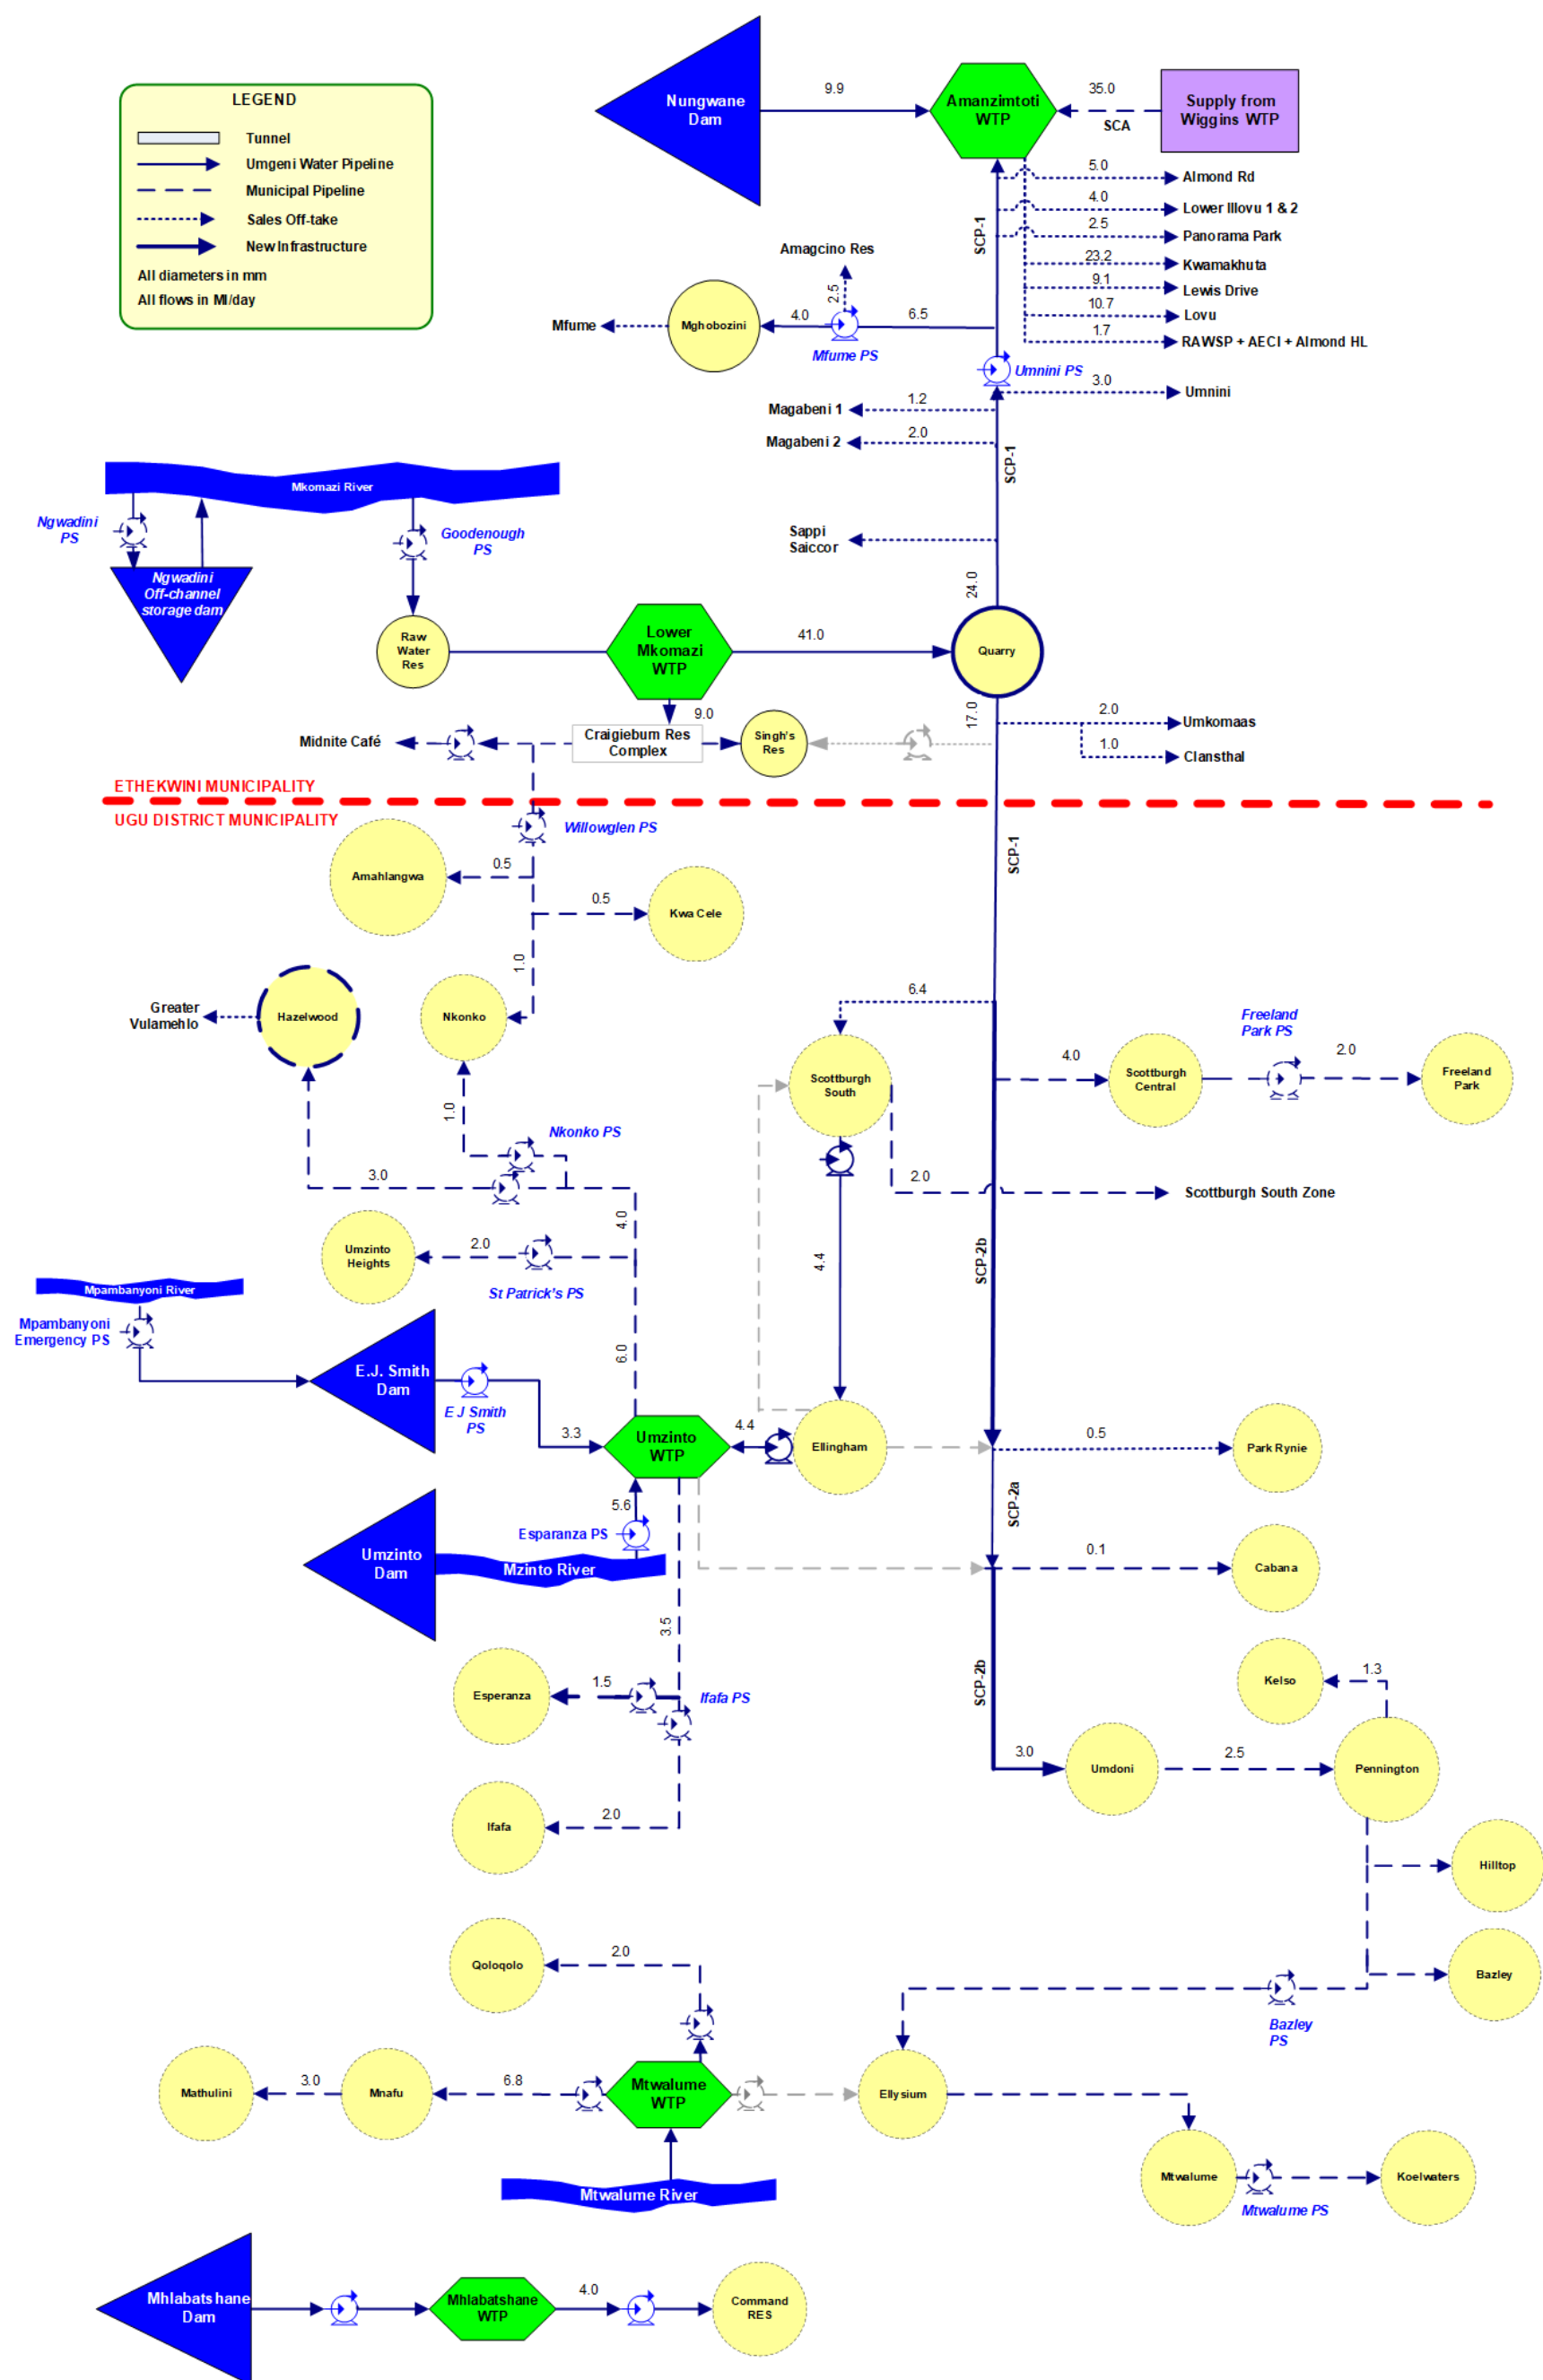 LEGEND
Tunnel
Umgeni Water Pipeline
Municipal Pipeline
Sales Off-take
New Infrastructure
All diameters in mm
All flows in Ml/day
Nungwane
Dam
9.9
Amanzimtoti
WTP
35.0
SCA
Supply from
Wiggins WTP
5.0
Almond Rd
4.0
Lower Illovu 1 & 2
2.5
Panorama Park
23.2
Kwamakhuta
9.1
Lewis Drive
10.7
Lovu
1.7
RAWSP + AECI + Almond HL
SCP-1
Amagcino Res
2.5
Mfume
Mghobozini
4.0
6.5
Mfume PS
Umnini PS
3.0
Umnini
Magabeni 1
1.2
Magabeni 2
2.0
SCP-1
Mkomazi River
Ngwadini
PS
Goodenough
PS
Sappi
Saiccor
Ngwadini
Off-channel
storage dam
24.0
Raw
Water
Res
Lower
Mkomazi
WTP
41.0
Quarry
17.0
9.0
Midnite Café
Craigieburn Res
Complex
Singh's
Res
2.0
Umkomaas
1.0
Clansthal
ETHEKWINI MUNICIPALITY
UGU DISTRICT MUNICIPALITY
Willowglen PS
SCP-1
Amahlangwa
0.5
0.5
Kwa Cele
1.0
Greater
Vulamehlo
Hazelwood
Nkonko
6.4
Freeland
Park PS
Scottburgh
South
4.0
Scottburgh
Central
2.0
Freeland
Park
1.0
Nkonko PS
3.0
2.0
Scottburgh South Zone
4.0
Umzinto
Heights
2.0
St Patrick's PS
4.4
SCP-2b
Mpambanyoni River
Mpambanyoni
Emergency PS
E.J. Smith
Dam
6.0
E J Smith
PS
3.3
Umzinto
WTP
4.4
Ellingham
0.5
Park Rynie
5.6
SCP-2a
Esparanza PS
Umzinto
Dam
Mzinto River
0.1
Cabana
3.5
SCP-2b
Esperanza
1.5
Ifafa PS
Kelso
1.3
3.0
Umdoni
2.5
Pennington
Ifafa
2.0
Hilltop
Qoloqolo
2.0
Bazley
Bazley
PS
Mathulini
3.0
Mnafu
6.8
Mtwalume
WTP
Ellysium
Mtwalume
Koelwaters
Mtwalume River
Mtwalume PS
Mhlabatshane
Dam
Mhlabatshane
WTP
4.0
Command
RES